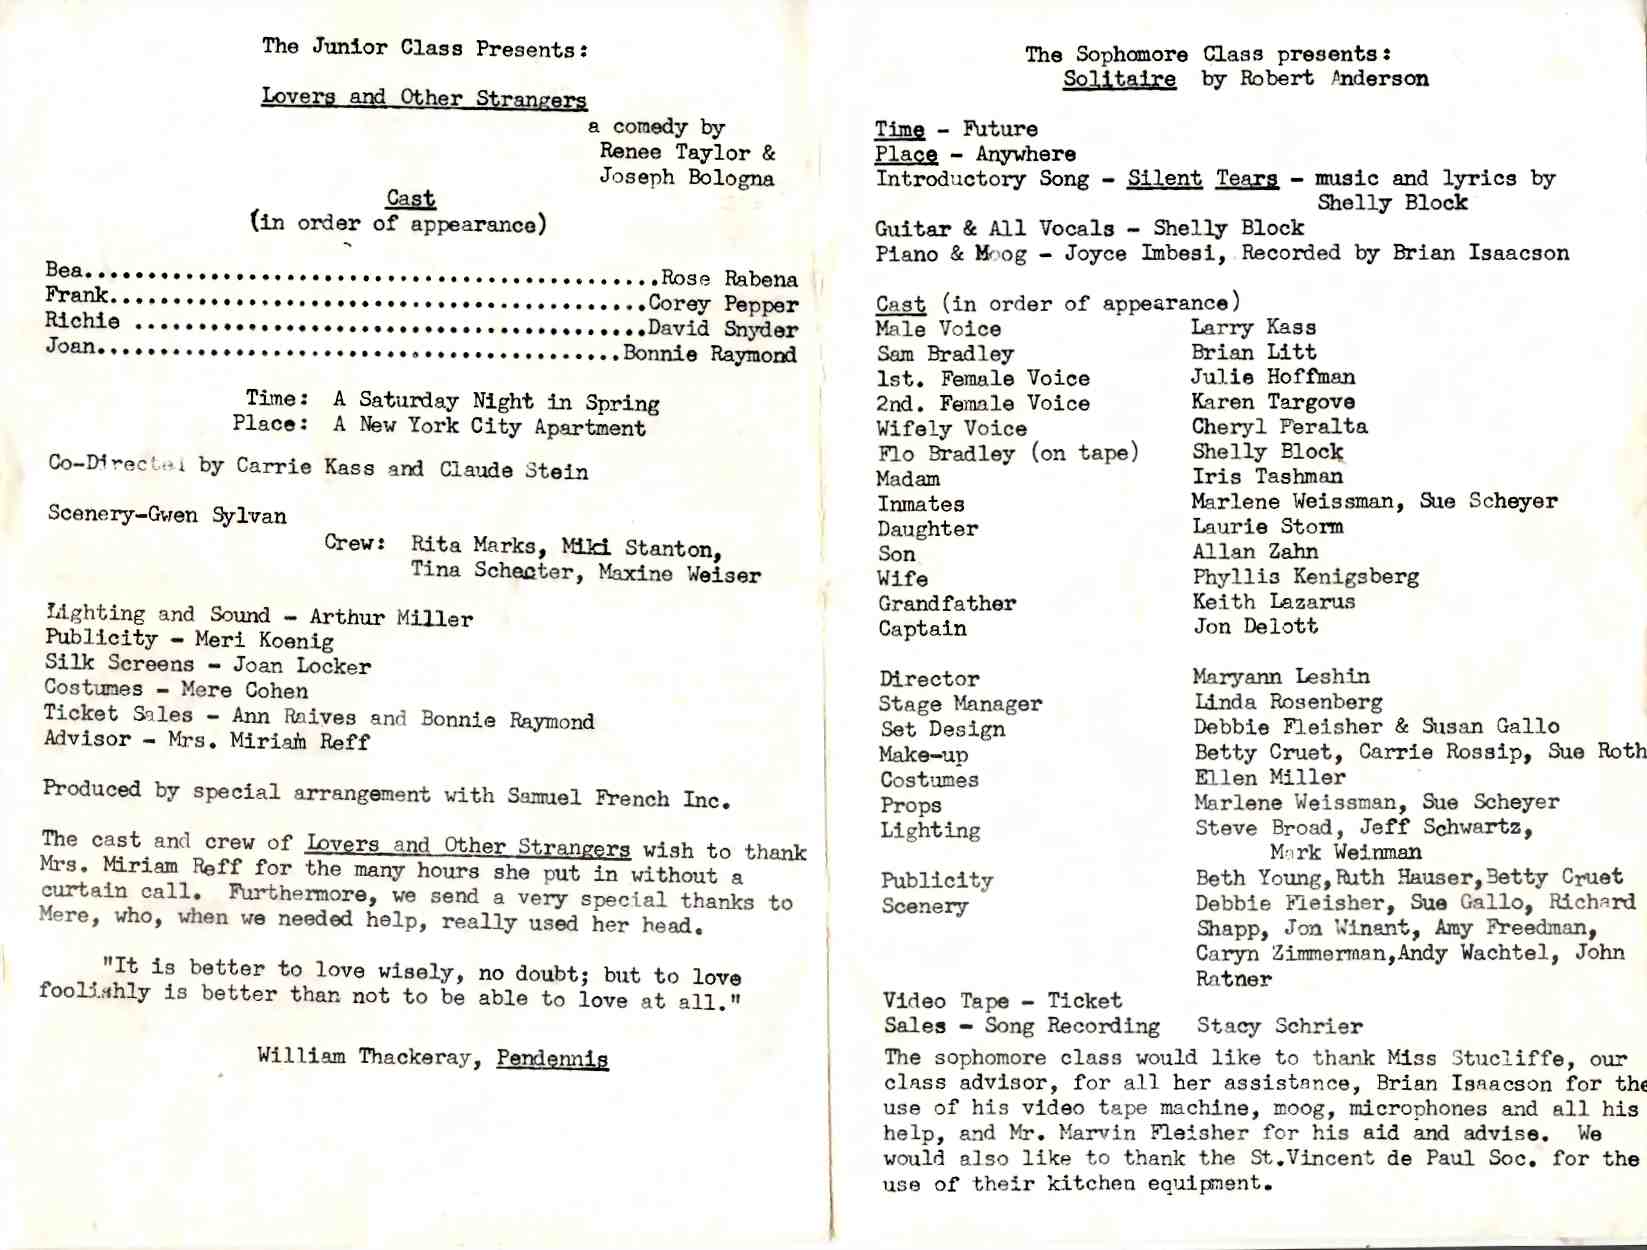 The Junior Class Presents:
Lovers and Other Strangers
a comedy by
Renee Taylor &
Joseph Bologna
Cast
(in order of appearance)
Bea..............................................Rose Rabena
Frank...........................................Corey Pepper
Richie .........................................David Snyder
Joan..........................................Bonnie Raymond
Time: A Saturday Night in Spring
Place: A New York City Apartment
Co-Directed by Carrie Kass and Claude Stein
Scenery-Gwen Sylvan
Crew: Rita Marks, Miki Stanton,
Tina Schecter, Maxine Weiser
Lighting and Sound - Arthur Miller
Publicity - Meri Koenig
Silk Screens - Joan Locker
Costumes - Mere Cohen
Ticket Sales - Ann Raives and Bonnie Raymond
Advisor - Mrs. Miriam Reff
Produced by special arrangement with Samuel French Inc.
The cast and crew of Lovers and Other Strangers wish to thank
Mrs. Miriam Reff for the many hours she put in without a
curtain call. Furthermore, we send a very special thanks to
Mere, who, when we needed help, really used her head.
"It is better to love wisely, no doubt; but to love
foolishly is better than not to be able to love at all."
William Thackeray, Pendennis
The Sophomore Class presents:
Solitaire by Robert Anderson
Time - Future
Place - Anywhere
Introductory Song - Silent Tears - music and lyrics by
Shelly Block
Guitar & All Vocals - Shelly Block
Piano & Moog - Joyce Imbesi, Recorded by Brian Isaacson
Cast (in order of appearance)
Male Voice Larry Kass
Sam Bradley Brian Litt
1st. Female Voice Julie Hoffman
2nd. Female Voice Karen Targove
Wifely Voice Cheryl Peralta
Flo Bradley (on tape) Shelly Block
Madam Iris Tashman
Inmates Marlene Weissman, Sue Scheyer
Daughter Laurie Storm
Son Allan Zahn
Wife Phyllis Kenigsberg
Grandfather Keith Lazarus
Captain Jon Delott
Director Maryann Leshin
Stage Manager Linda Rosenberg
Set Design Debbie Fleisher & Susan Gallo
Make-up Betty Cruet, Carrie Rossip, Sue Roth
Costumes Ellen Miller
Props Marlene Weissman, Sue Scheyer
Lighting Steve Broad, Jeff Schwartz,
Mark Weinman
Publicity Beth Young,Ruth Hauser,Betty Cruet
Scenery Debbie Fleisher, Sue Gallo, Richard
Shapp, Jon Winant, Amy Freedman,
Caryn Zimmerman,Andy Wachtel, John
Ratner
Video Tape - Ticket
Sales - Song Recording Stacy Schrier
The sophomore class would like to thank Miss Stucliffe, our
class advisor, for all her assistance, Brian Isaacson for the
use of his video tape machine, moog, microphones and all his
help, and Mr. Marvin Fleisher for his aid and advise. We
would also like to thank the St.Vincent de Paul Soc. for the
use of their kitchen equipment.